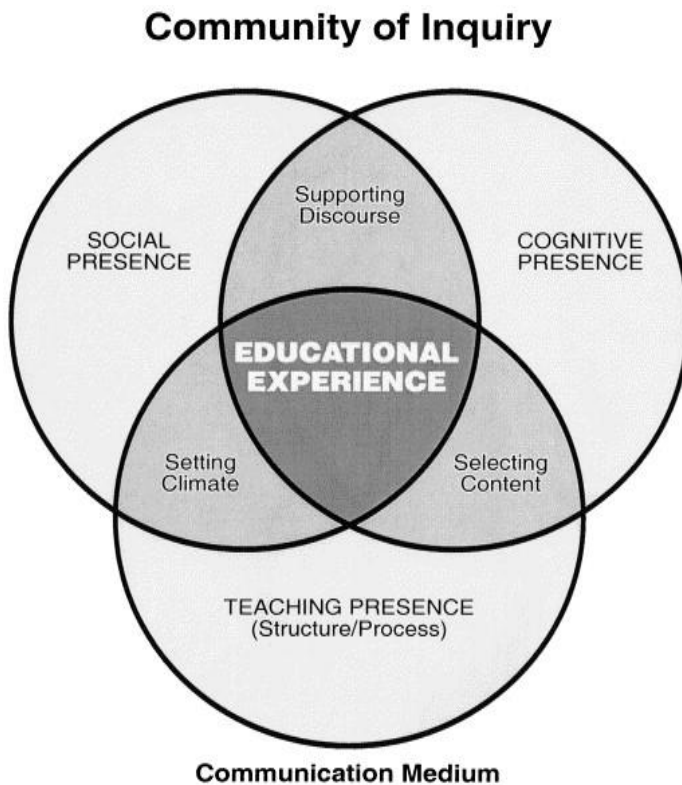 Community of Inquiry
Supporting
Discourse
SOCIAL
PRESENCE
COGNITIVE
PRESENCE
EDUCATIONAL
EXPERIENCE
Setting
Climate
Selecting
Content
TEACHING PRESENCE
(Structure/Process)
Communication Medium